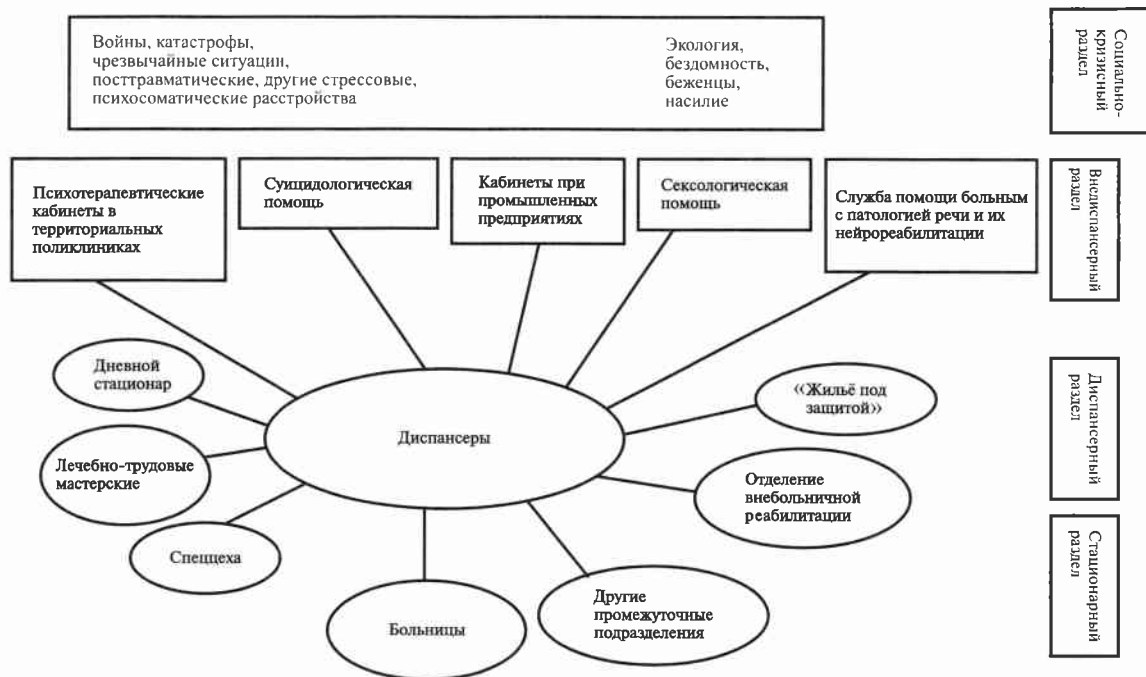 Войны, катастрофы,
чрезвычайные ситуации,
посттравматические, другие стрессовые,
психосоматические расстройства
Экология,
бездомность,
беженцы,
насилие
Социально-
кризисный
раздел
Психотерапевтические
кабинеты в
территориальных
поликлиниках
Суицидологическая
помощь
Кабинеты при
промышленных
предприятиях
Сексологическая
помощь
Служба помощи больным
с патологией речи и их
нейрореабилитации
Внедиспансерный
раздел
Дневной
стационар
Лечебно-трудовые
мастерские
Спеццеха
Диспансеры
«Жильё под
защитой»
Отделение
внебольничной
реабилитации
Диспансерный
раздел
Больницы
Другие
промежуточные
подразделения
Стационарный
раздел